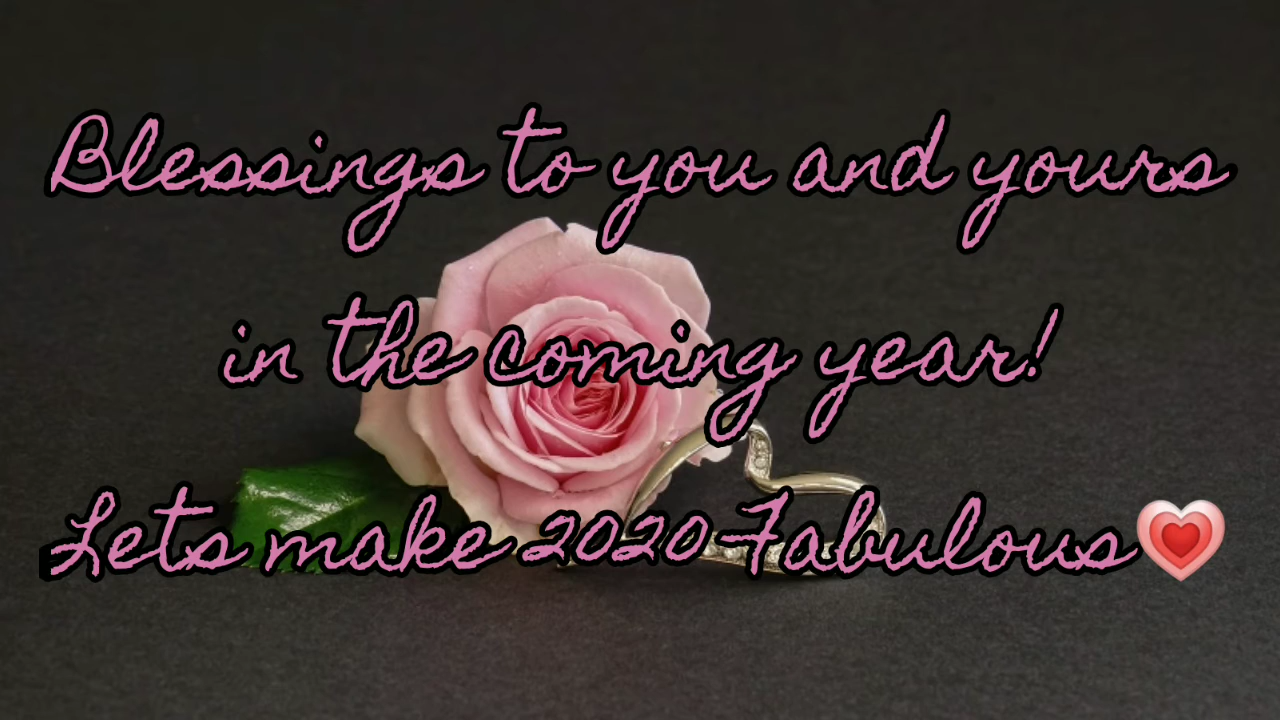 Blessings to you and yours
in the coming year!
Lets make 2020 Fabulous💗